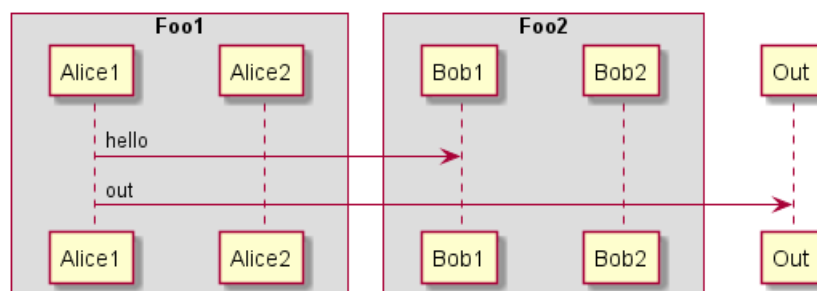 Foo1 Foo2
Alice1 Alice2 Bob1 Bob2 Out
hello
out
Alice1 Alice2 Bob1 Bob2 Out